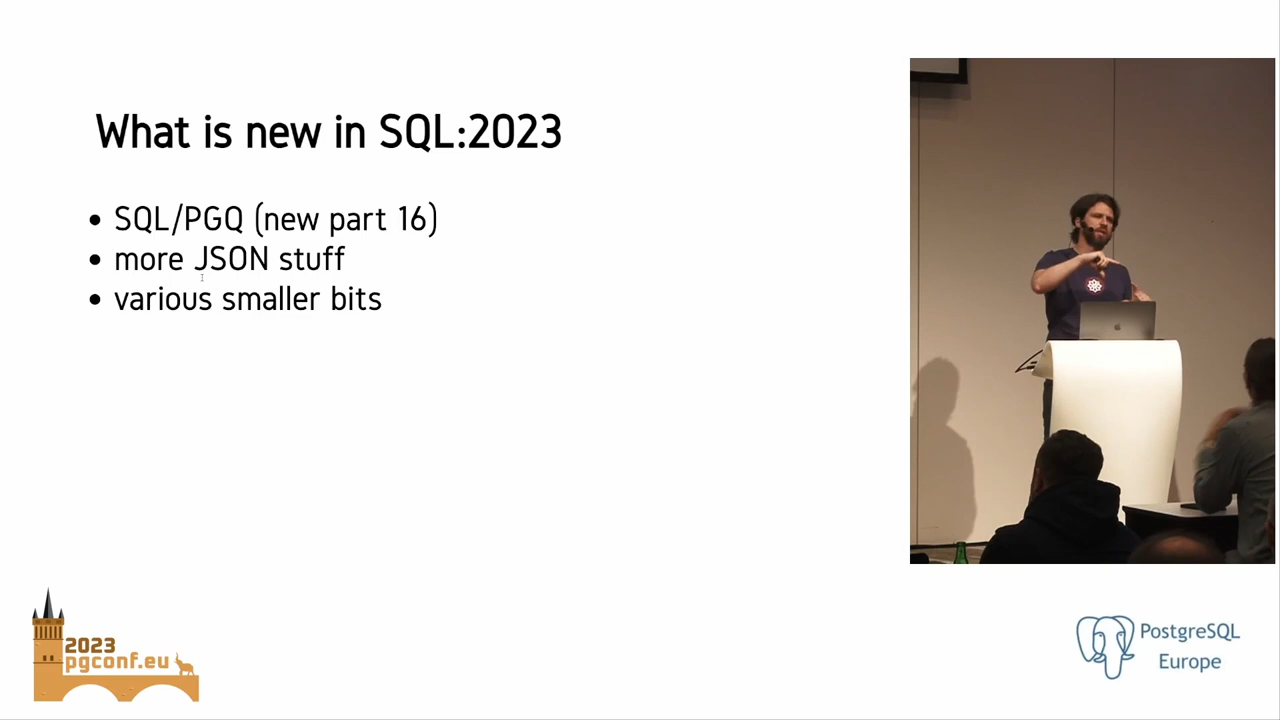 What is new in SQL:2023
• SQL/PGQ (new part 16)
• more JSON stuff
• various smaller bits
2023
pgconf.eu
PostgreSQL
Europe